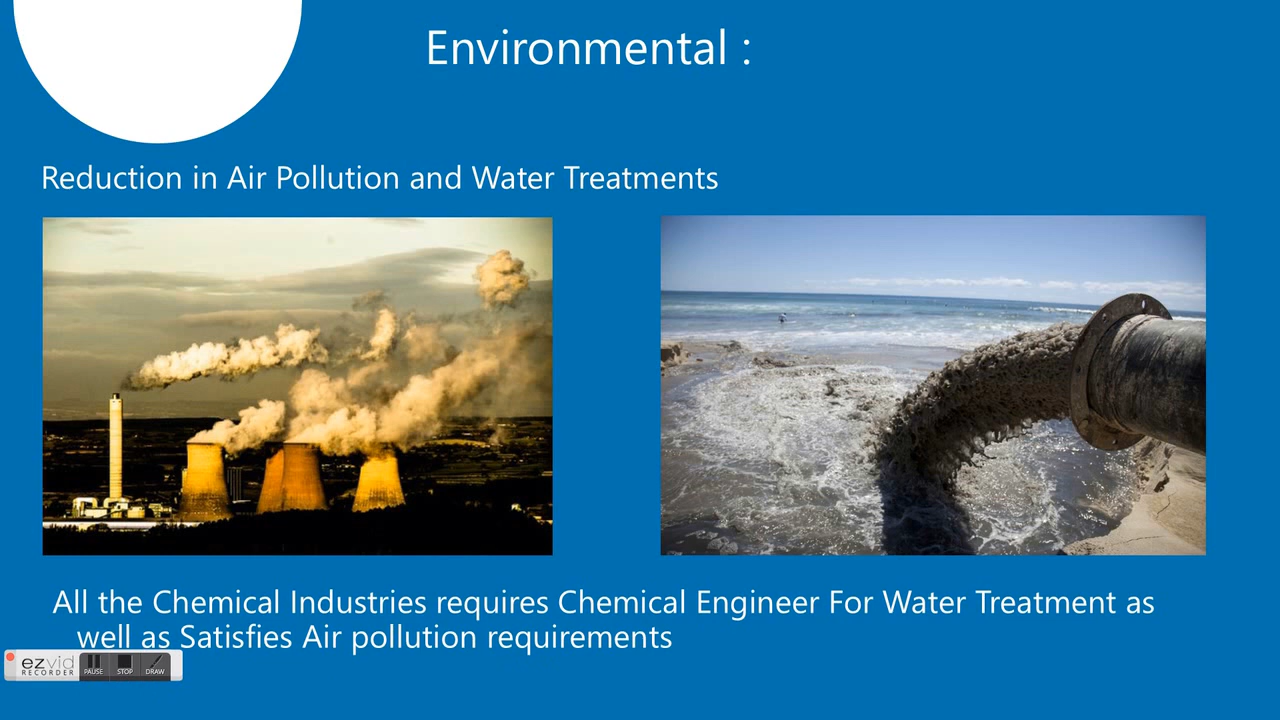 Environmental :
Reduction in Air Pollution and Water Treatments
All the Chemical Industries requires Chemical Engineer For Water Treatment as
well as Satisfies Air pollution requirements
ezvid
RECORDER
PAUSE STOP DRAW